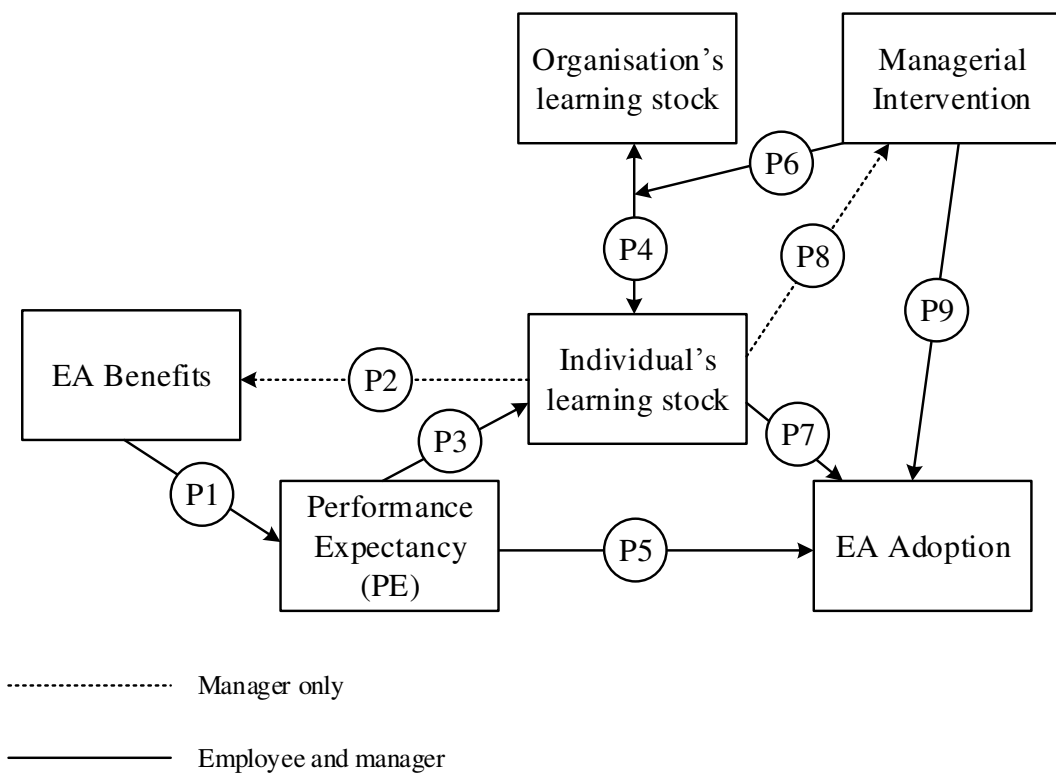 Organisation’s
learning stock
Managerial
Intervention
P6
P4
P8
P9
EA Benefits
P2
Individual’s
learning stock
P3
P7
P1
Performance
Expectancy
(PE)
P5
EA Adoption
Manager only
Employee and manager